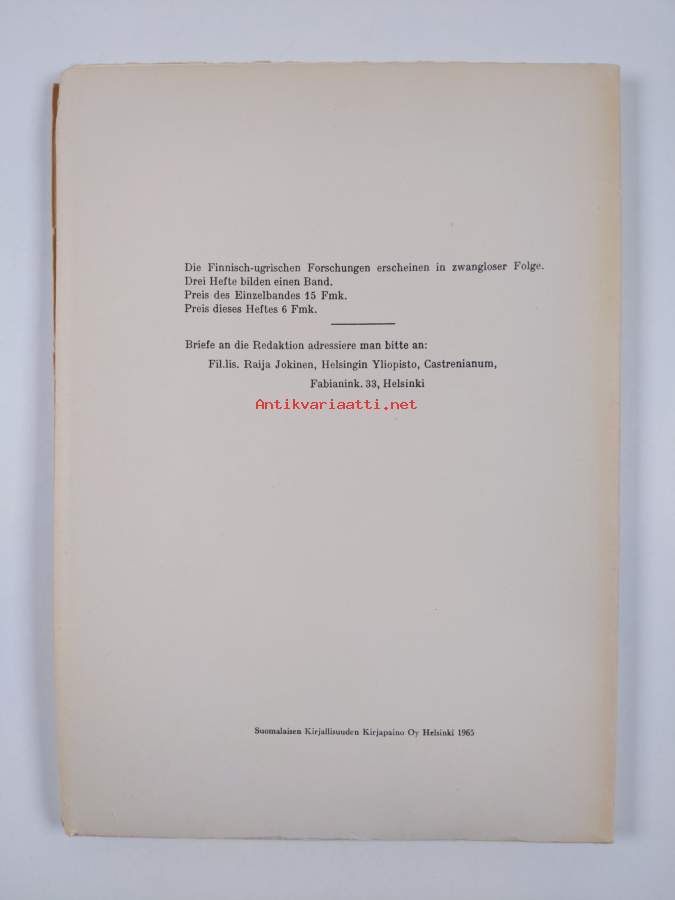 Die Finnisch-ugrischen Forschungen erscheinen in zwangloser Folge.
Drei Hefte bilden einen Band.
Preis des Einzelbandes 15 Fmk.
Preis dieses Heftes 6 Fmk.
Briefe an die Redaktion adressiere man bitte an:
Fil.lis. Raija Jokinen, Helsingin Yliopisto, Castrenianum,
Fabianink. 33, Helsinki
Antikvariaatti.net
Suomalaisen Kirjallisuuden Kirjapaino Oy Helsinki 1965